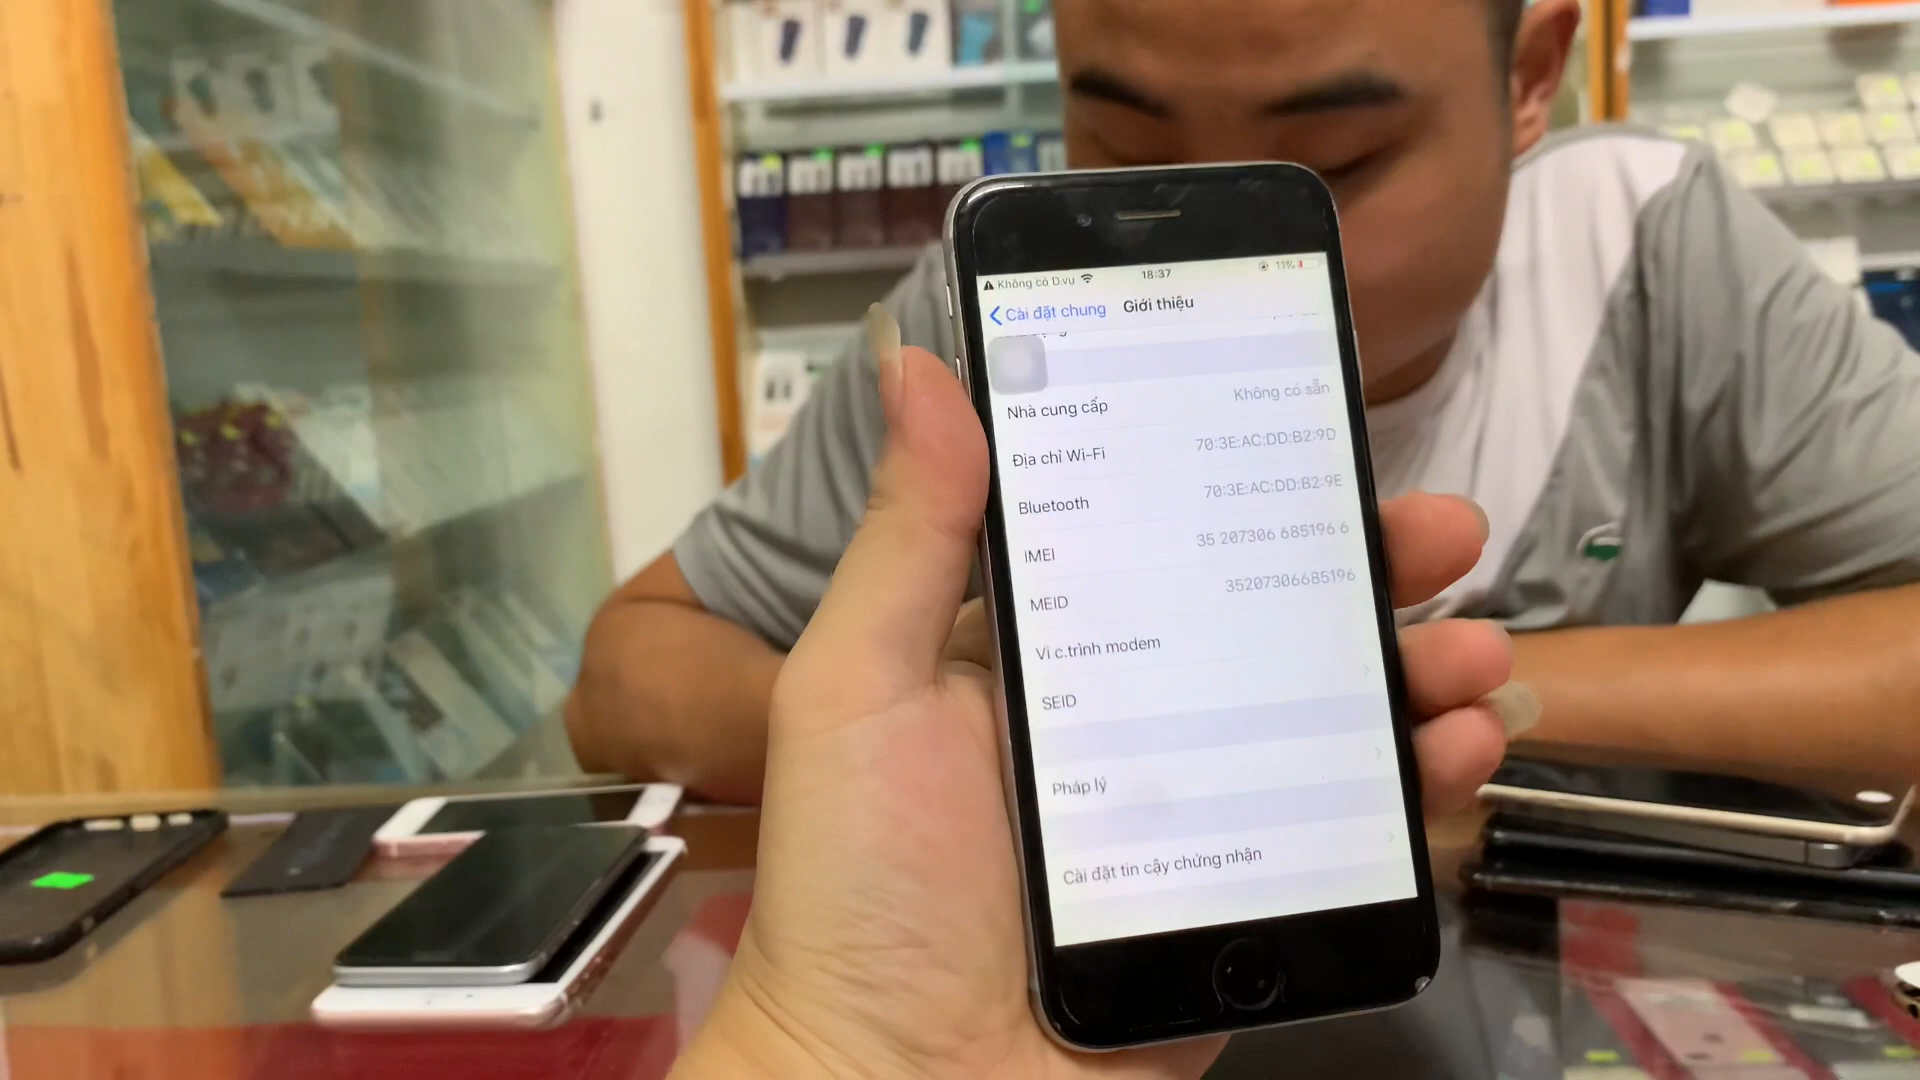 Không có D.vụ 18:37 11%
Cài đặt chung Giới thiệu
Nhà cung cấp Không có sẵn
Địa chỉ Wi-Fi 70:3E:AC:DD:B2:9D
Bluetooth 70:3E:AC:DD:B2:9E
IMEI 35 207306 685196 6
MEID 35207306685196
Vi c.trình modem
SEID
Pháp lý
Cài đặt tin cậy chứng nhận